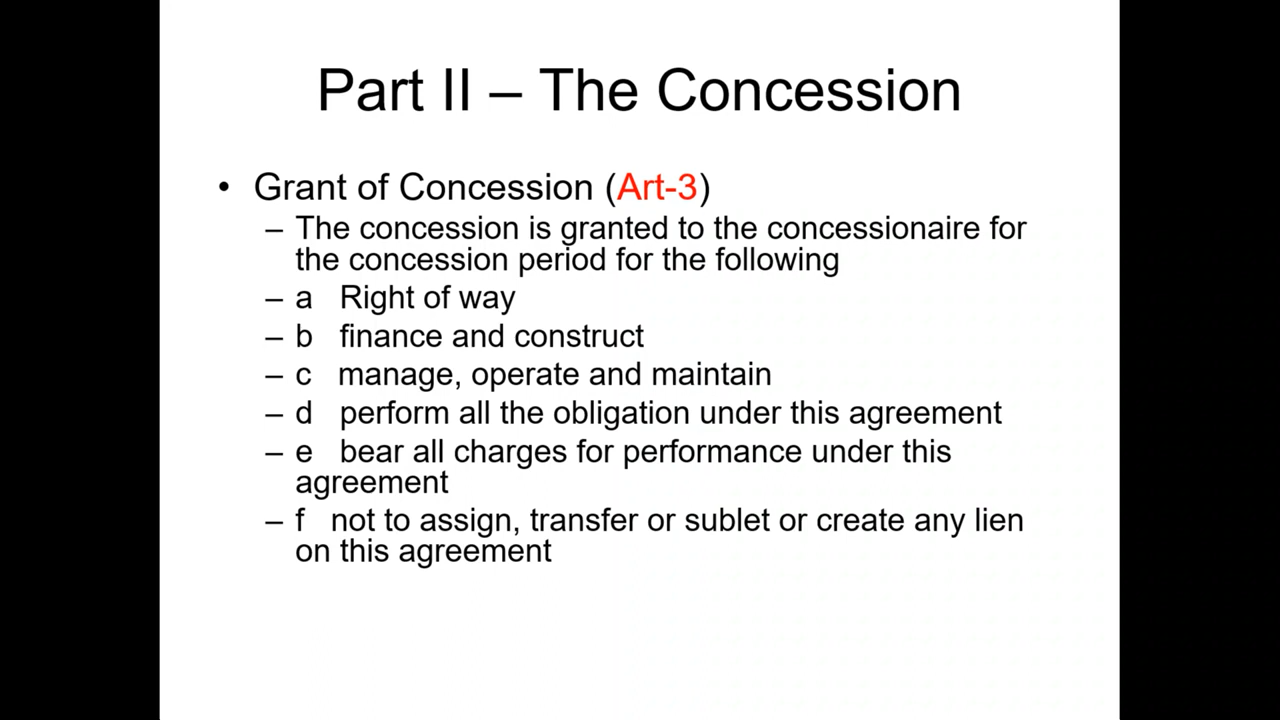 Part II – The Concession
• Grant of Concession (Art-3)
– The concession is granted to the concessionaire for
the concession period for the following
– a Right of way
– b finance and construct
– c manage, operate and maintain
– d perform all the obligation under this agreement
– e bear all charges for performance under this
agreement
– f not to assign, transfer or sublet or create any lien
on this agreement